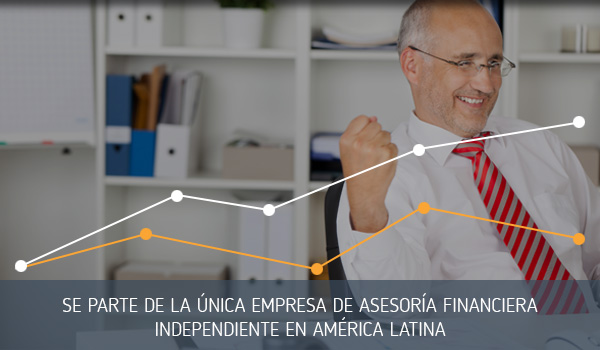 SE PARTE DE LA ÚNICA EMPRESA DE ASESORÍA FINANCIERA
INDEPENDIENTE EN AMÉRICA LATINA